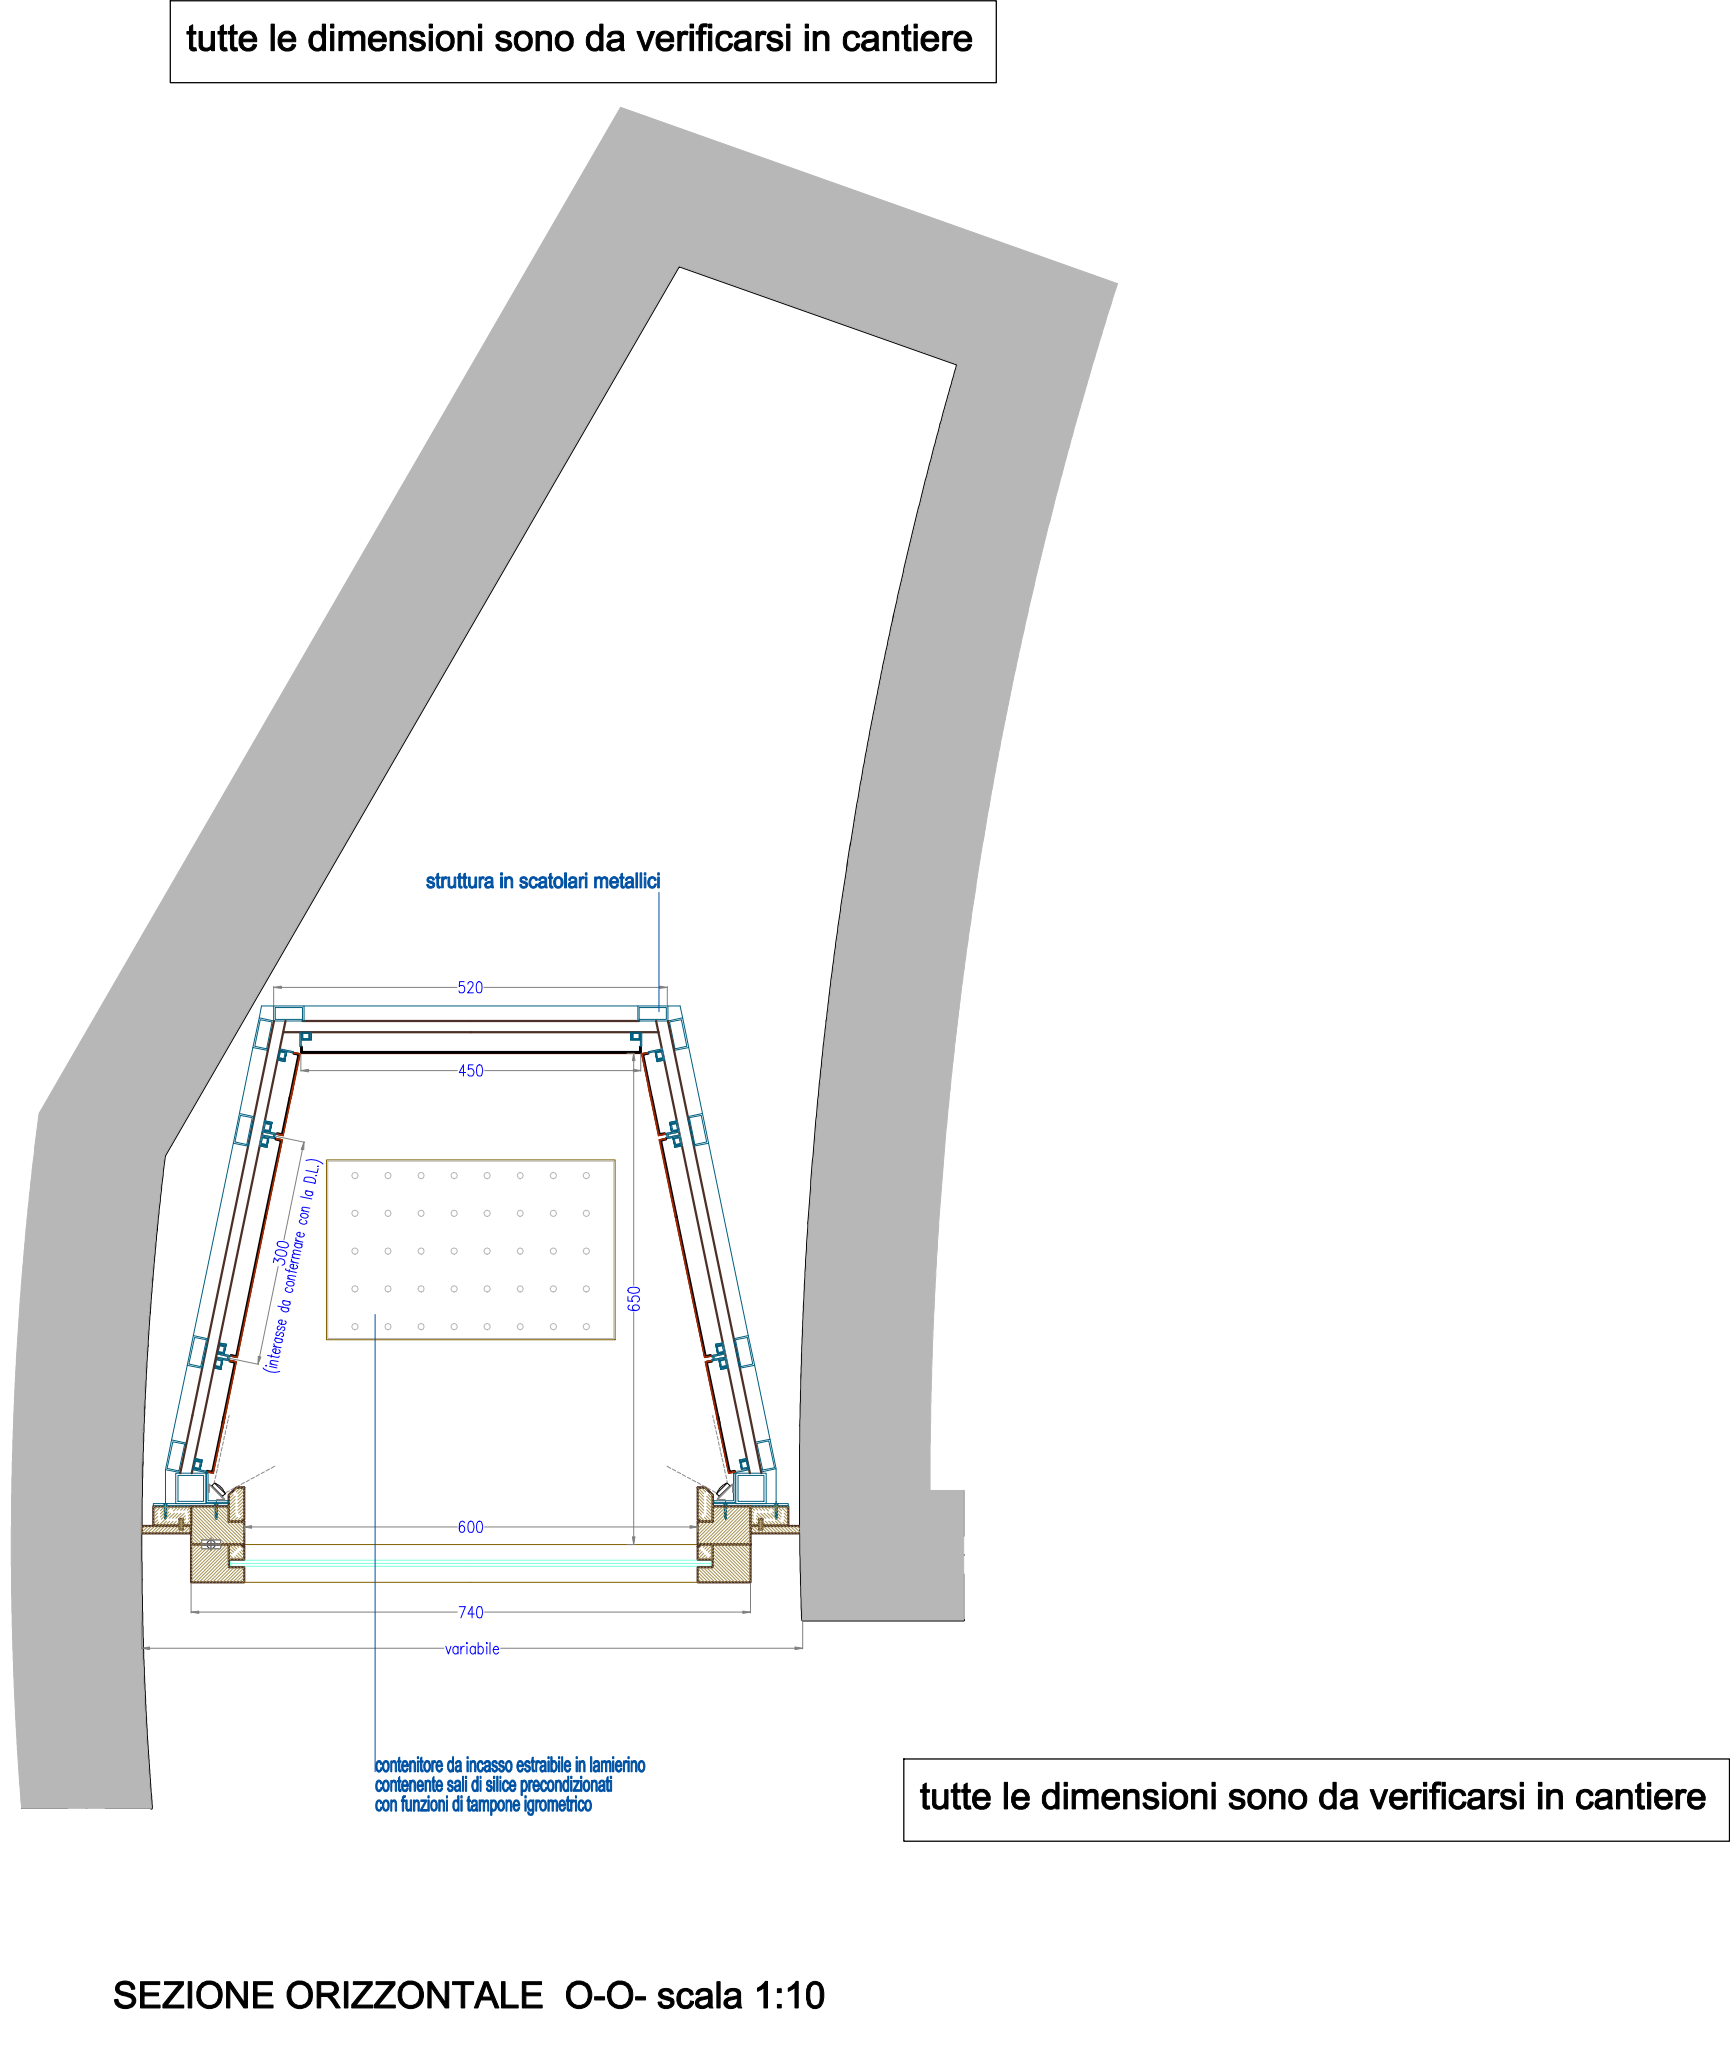 tutte le dimensioni sono da verificarsi in cantiere
struttura in scatolari metallici
520
450
300
(interasse da confermare con la D.L.)
650
600
740
variabile
contenitore da incasso estraibile in lamierino
contenente sali di silice precondizionati
con funzioni di tampone igrometrico
tutte le dimensioni sono da verificarsi in cantiere
SEZIONE ORIZZONTALE O-O- scala 1:10